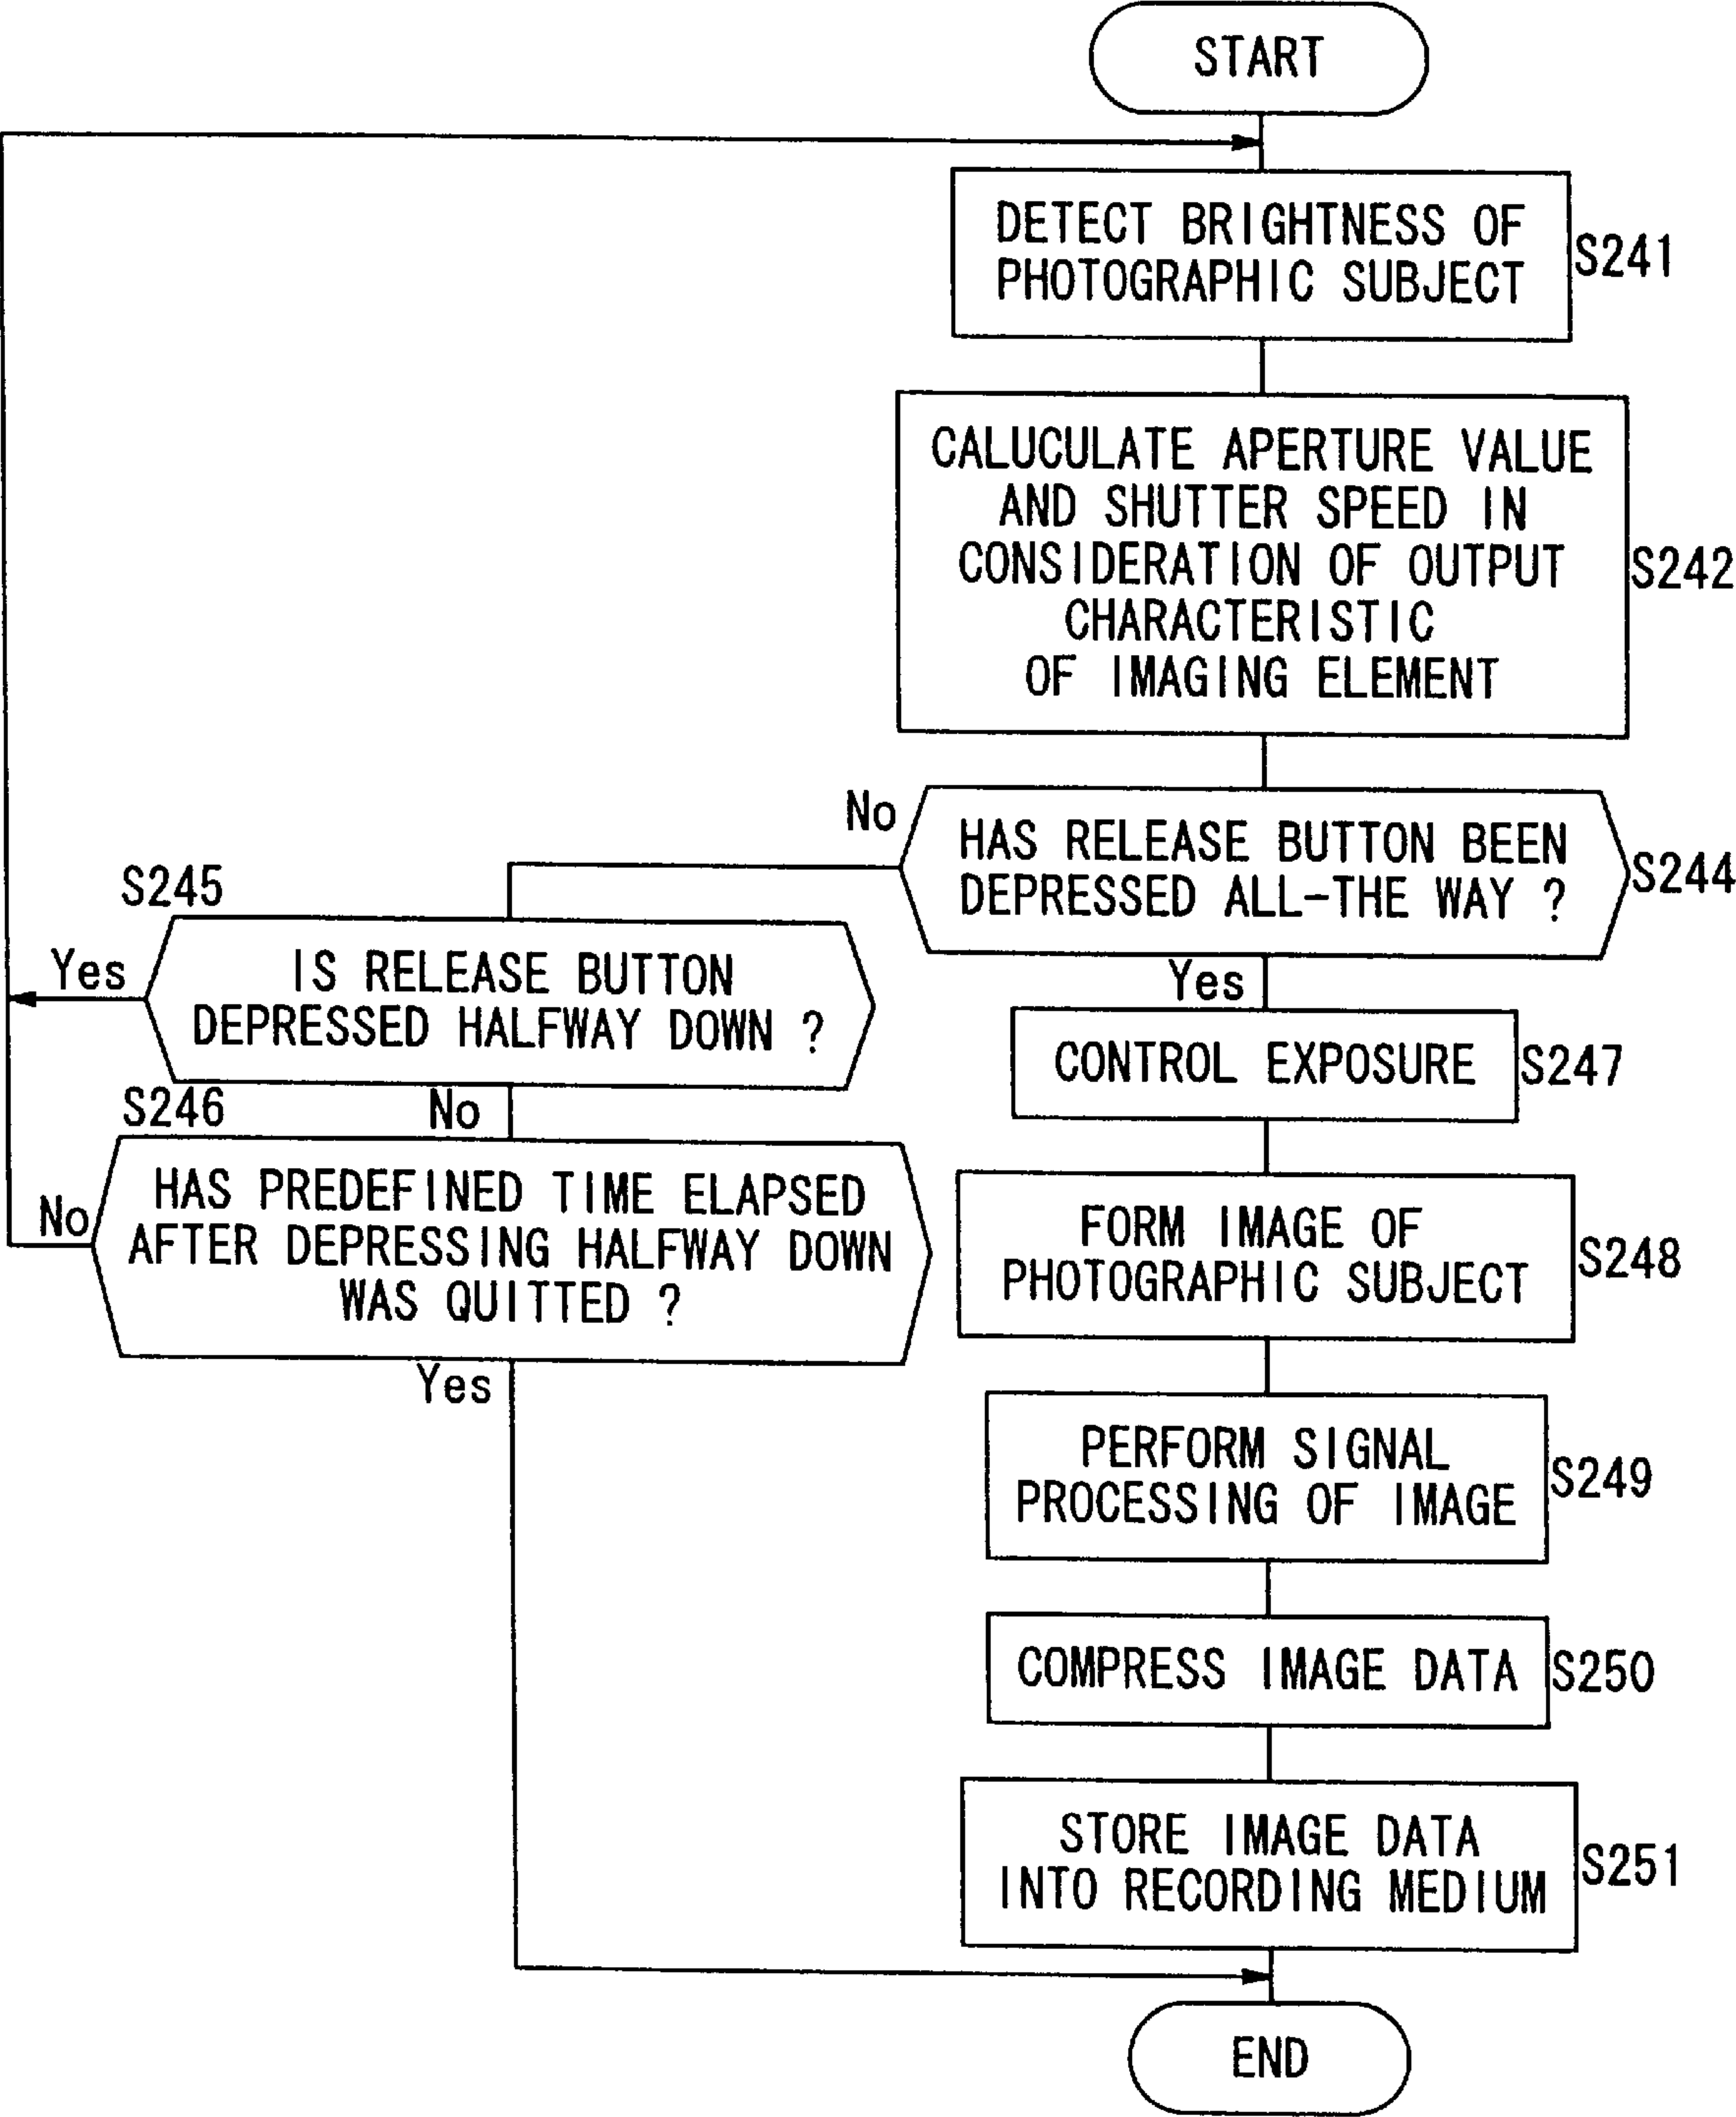 START
DETECT BRIGHTNESS OF
PHOTOGRAPHIC SUBJECT
S241
CALUCULATE APERTURE VALUE
AND SHUTTER SPEED IN
CONSIDERATION OF OUTPUT
CHARACTERISTIC
OF IMAGING ELEMENT
S242
No
HAS RELEASE BUTTON BEEN
DEPRESSED ALL-THE WAY ?
S244
Yes
S245
IS RELEASE BUTTON
DEPRESSED HALFWAY DOWN ?
Yes
No
S246
HAS PREDEFINED TIME ELAPSED
AFTER DEPRESSING HALFWAY DOWN
WAS QUITTED ?
No
Yes
CONTROL EXPOSURE
S247
FORM IMAGE OF
PHOTOGRAPHIC SUBJECT
S248
PERFORM SIGNAL
PROCESSING OF IMAGE
S249
COMPRESS IMAGE DATA
S250
STORE IMAGE DATA
INTO RECORDING MEDIUM
S251
END